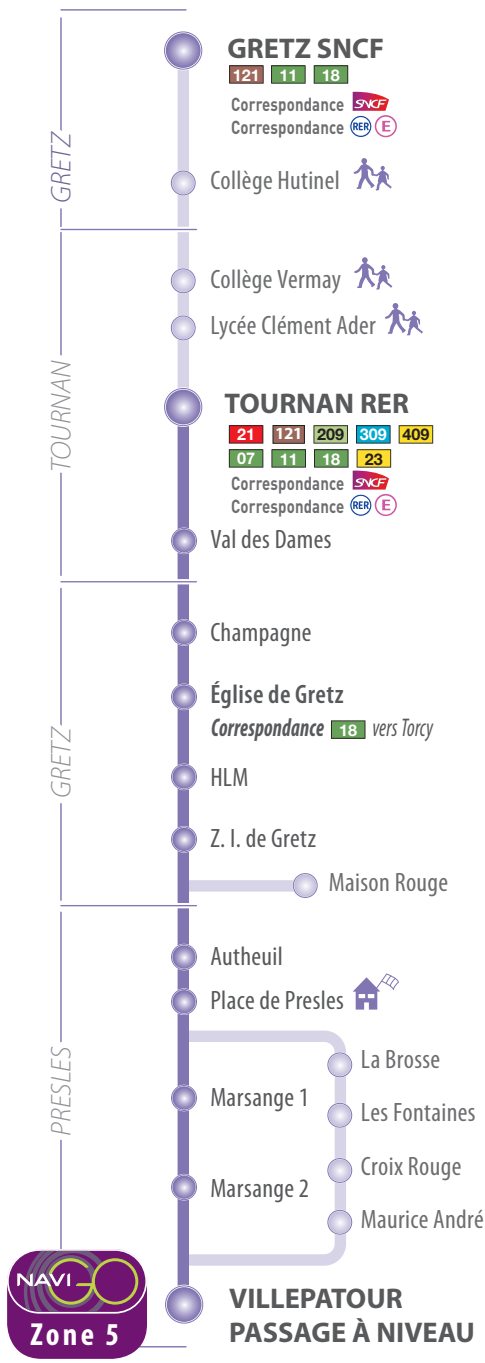 GRETZ
GRETZ SNCF
121 11 18
Correspondance SNCF
Correspondance RER E
Collège Hutinel
TOURNAN
Collège Vermay
Lycée Clément Ader
TOURNAN RER
21 121 209 309 409
07 11 18 23
Correspondance SNCF
Correspondance RER E
Val des Dames
GRETZ
Champagne
Église de Gretz
Correspondance 18 vers Torcy
HLM
Z. I. de Gretz
Maison Rouge
PRESLES
Autheuil
Place de Presles
La Brosse
Marsange 1
Les Fontaines
Croix Rouge
Marsange 2
Maurice André
NAVIGO
Zone 5
VILLEPATOUR
PASSAGE À NIVEAU